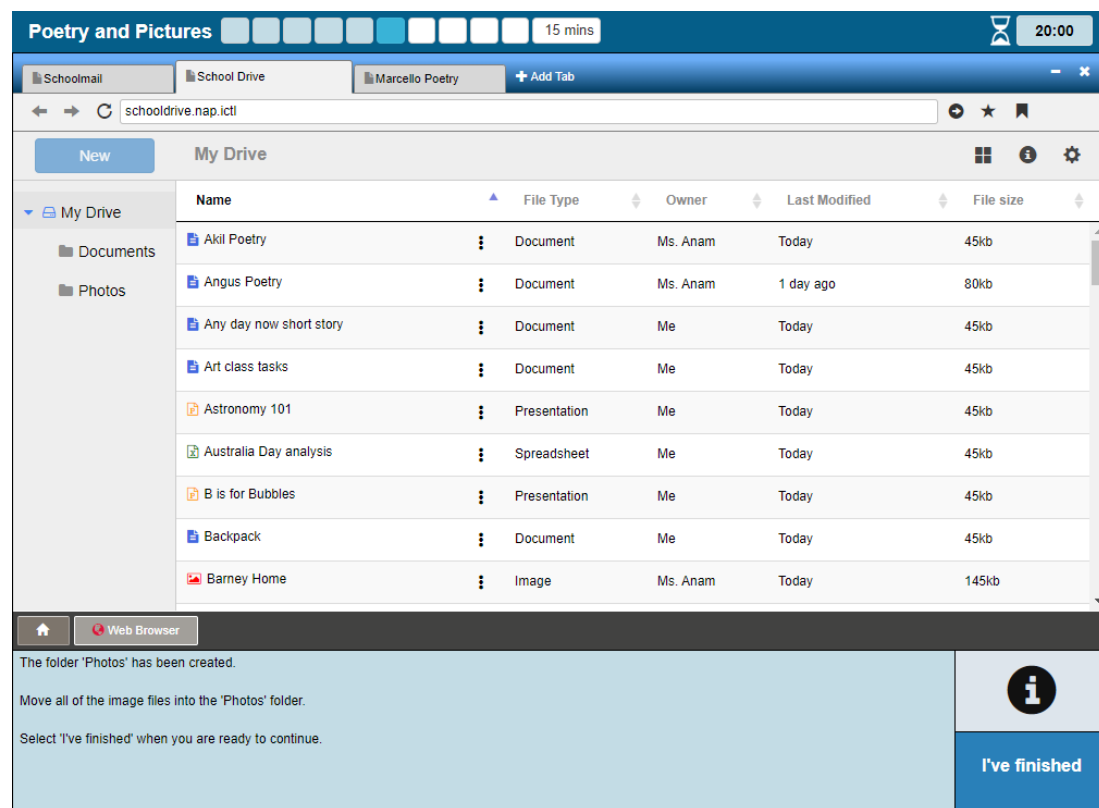 Poetry and Pictures 15 mins 20:00
Schoolmail School Drive Marcello Poetry Add Tab
schooldrive.nap.ictl
New My Drive
Name File Type Owner Last Modified File size
My Drive
Documents
Photos
Akil Poetry Document Ms. Anam Today 45kb
Angus Poetry Document Ms. Anam 1 day ago 80kb
Any day now short story Document Me Today 45kb
Art class tasks Document Me Today 45kb
Astronomy 101 Presentation Me Today 45kb
Australia Day analysis Spreadsheet Me Today 45kb
B is for Bubbles Presentation Me Today 45kb
Backpack Document Me Today 45kb
Barney Home Image Ms. Anam Today 145kb
Web Browser
The folder 'Photos' has been created.
Move all of the image files into the 'Photos' folder.
Select 'I've finished' when you are ready to continue.
I've finished